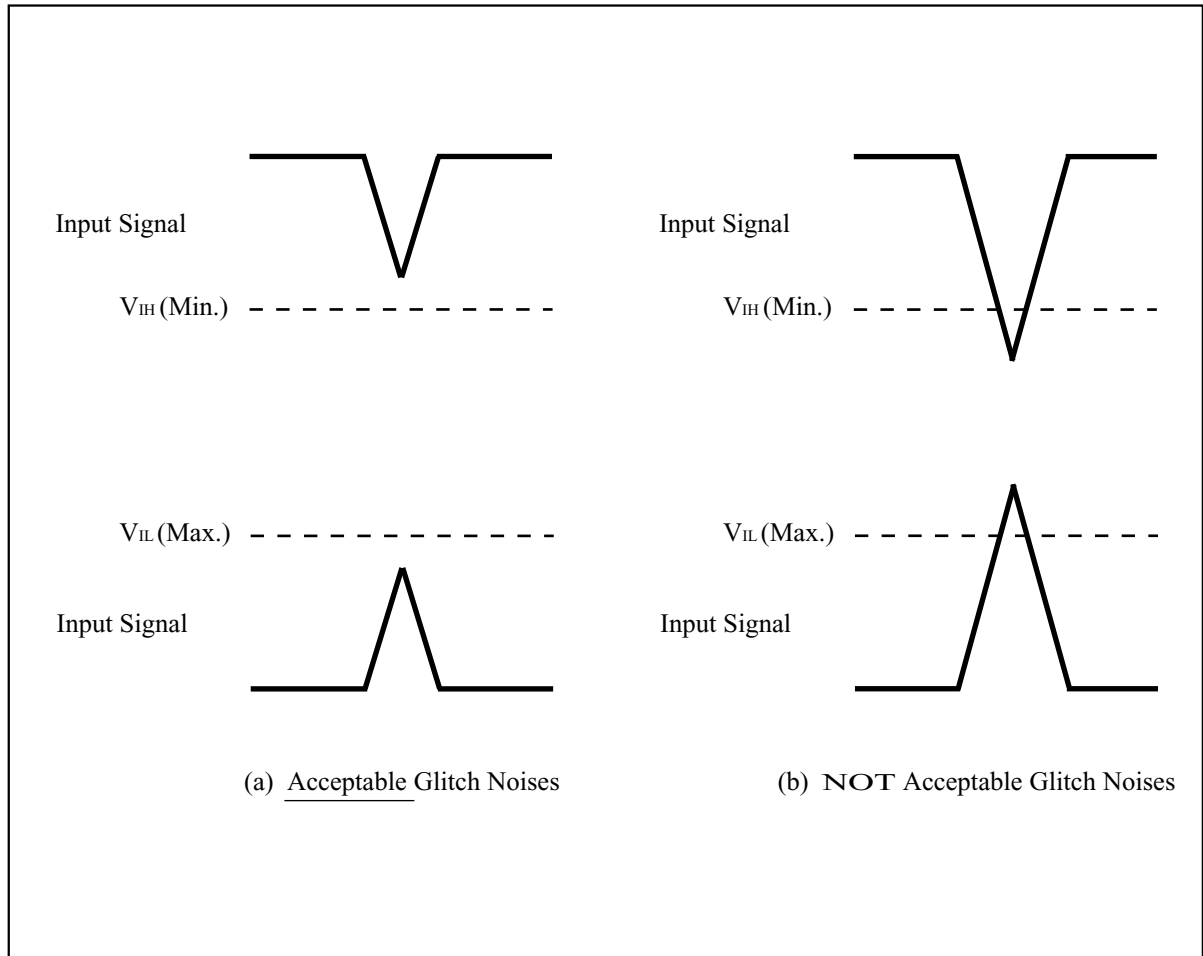 Input Signal
VIH (Min.)
VIL (Max.)
Input Signal
(a) Acceptable Glitch Noises
Input Signal
VIH (Min.)
VIL (Max.)
Input Signal
(b) NOT Acceptable Glitch Noises